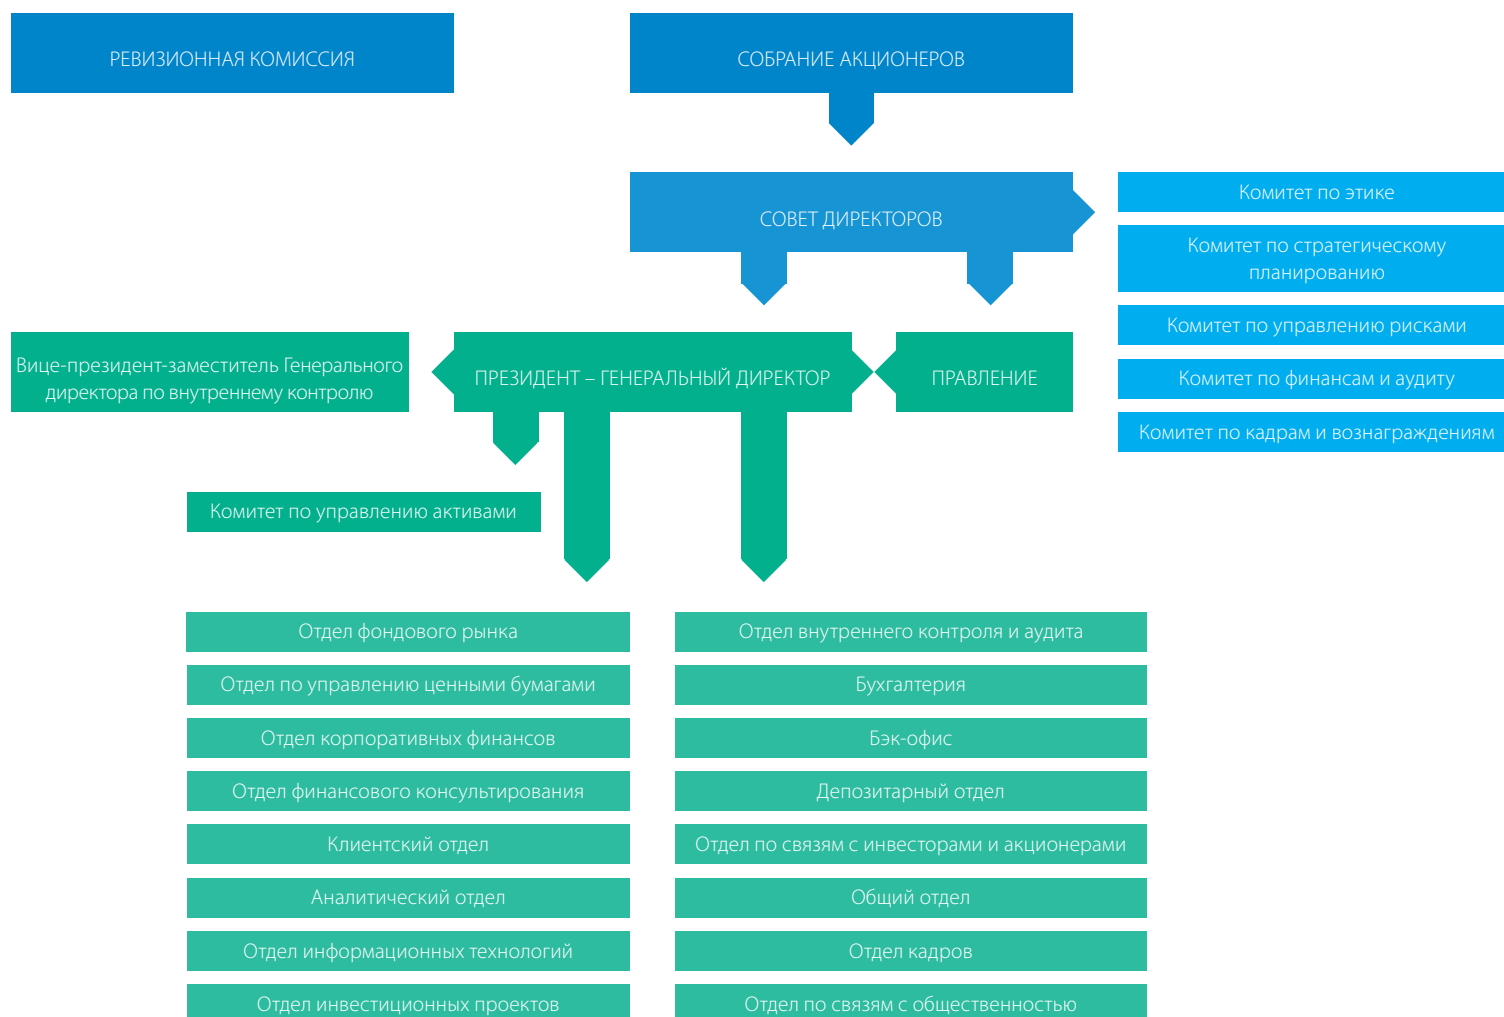 РЕВИЗИОННАЯ КОМИССИЯ
СОБРАНИЕ АКЦИОНЕРОВ
СОВЕТ ДИРЕКТОРОВ
Комитет по этике
Комитет по стратегическому
планированию
Комитет по управлению рисками
Комитет по финансам и аудиту
Комитет по кадрам и вознаграждениям
Вице-президент-заместитель Генерального
директора по внутреннему контролю
ПРЕЗИДЕНТ – ГЕНЕРАЛЬНЫЙ ДИРЕКТОР
ПРАВЛЕНИЕ
Комитет по управлению активами
Отдел фондового рынка
Отдел по управлению ценными бумагами
Отдел корпоративных финансов
Отдел финансового консультирования
Клиентский отдел
Аналитический отдел
Отдел информационных технологий
Отдел инвестиционных проектов
Отдел внутреннего контроля и аудита
Бухгалтерия
Бэк-офис
Депозитарный отдел
Отдел по связям с инвесторами и акционерами
Общий отдел
Отдел кадров
Отдел по связям с общественностью